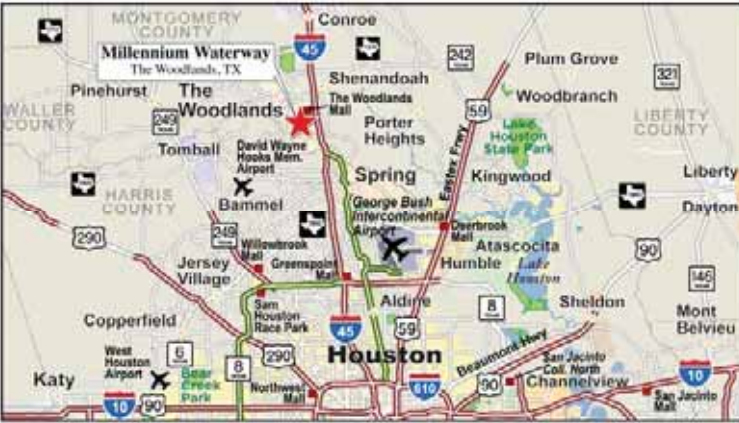 MONTGOMERY
COUNTY
Conroe
45
242
Plum Grove
Millennium Waterway
The Woodlands, TX
Shenandoah
321
Pinehurst
The
Woodlands
The Woodlands
Mall
59
Woodbranch
WALLER
COUNTY
249
Porter
Heights
Lake
Houston
State Park
LIBERTY
COUNTY
Tomball
David Wayne
Hooks Mem.
Airport
Spring
Eastex Frwy
Kingwood
Liberty
HARRIS
COUNTY
Bammel
George Bush
Intercontinental
Airport
Dayton
290
249
Willowbrook
Mall
Deerbrook
Mall
Atascocita
90
Jersey
Village
Greenspoint
Mall
Humble
Lake
Houston
146
Sam
Houston
Race Park
Aldine
8
Sheldon
Mont
Belvieu
Copperfield
45
59
West
Houston
Airport
6
8
290
Houston
Beaumont Hwy
San Jacinto
Coll. North
Katy
Bear
Creek
Park
Northwest
Mall
610
90
Channelview
10
10
90
San Jacinto
Mall